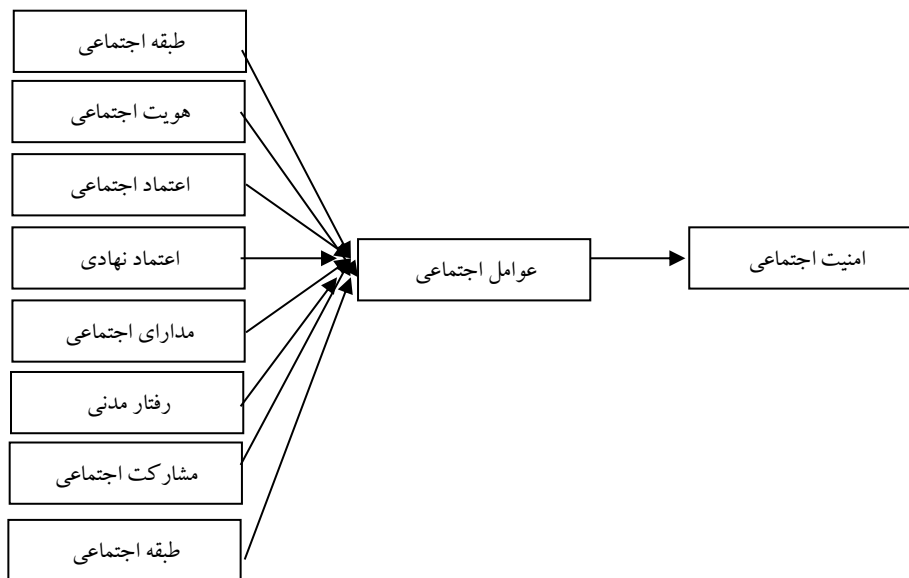 طبقه اجتماعی
هویت اجتماعی
اعتماد اجتماعی
اعتماد نهادی
مدارای اجتماعی
رفتار مدنی
مشارکت اجتماعی
طبقه اجتماعی
عوامل اجتماعی
امنیت اجتماعی